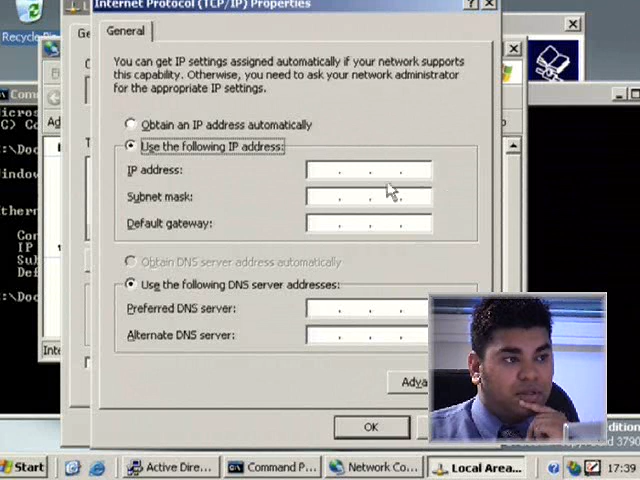 Internet Protocol (TCP/IP) Properties
Recycle
General
You can get IP settings assigned automatically if your network supports
this capability. Otherwise, you need to ask your network administrator
for the appropriate IP settings.
Obtain an IP address automatically
Use the following IP address:
IP address:
Subnet mask:
Default gateway:
Obtain DNS server address automatically
Use the following DNS server addresses:
Preferred DNS server:
Alternate DNS server:
Adva
OK
Start
Active Dire...
Command P...
Network Co...
Local Area...
17:39